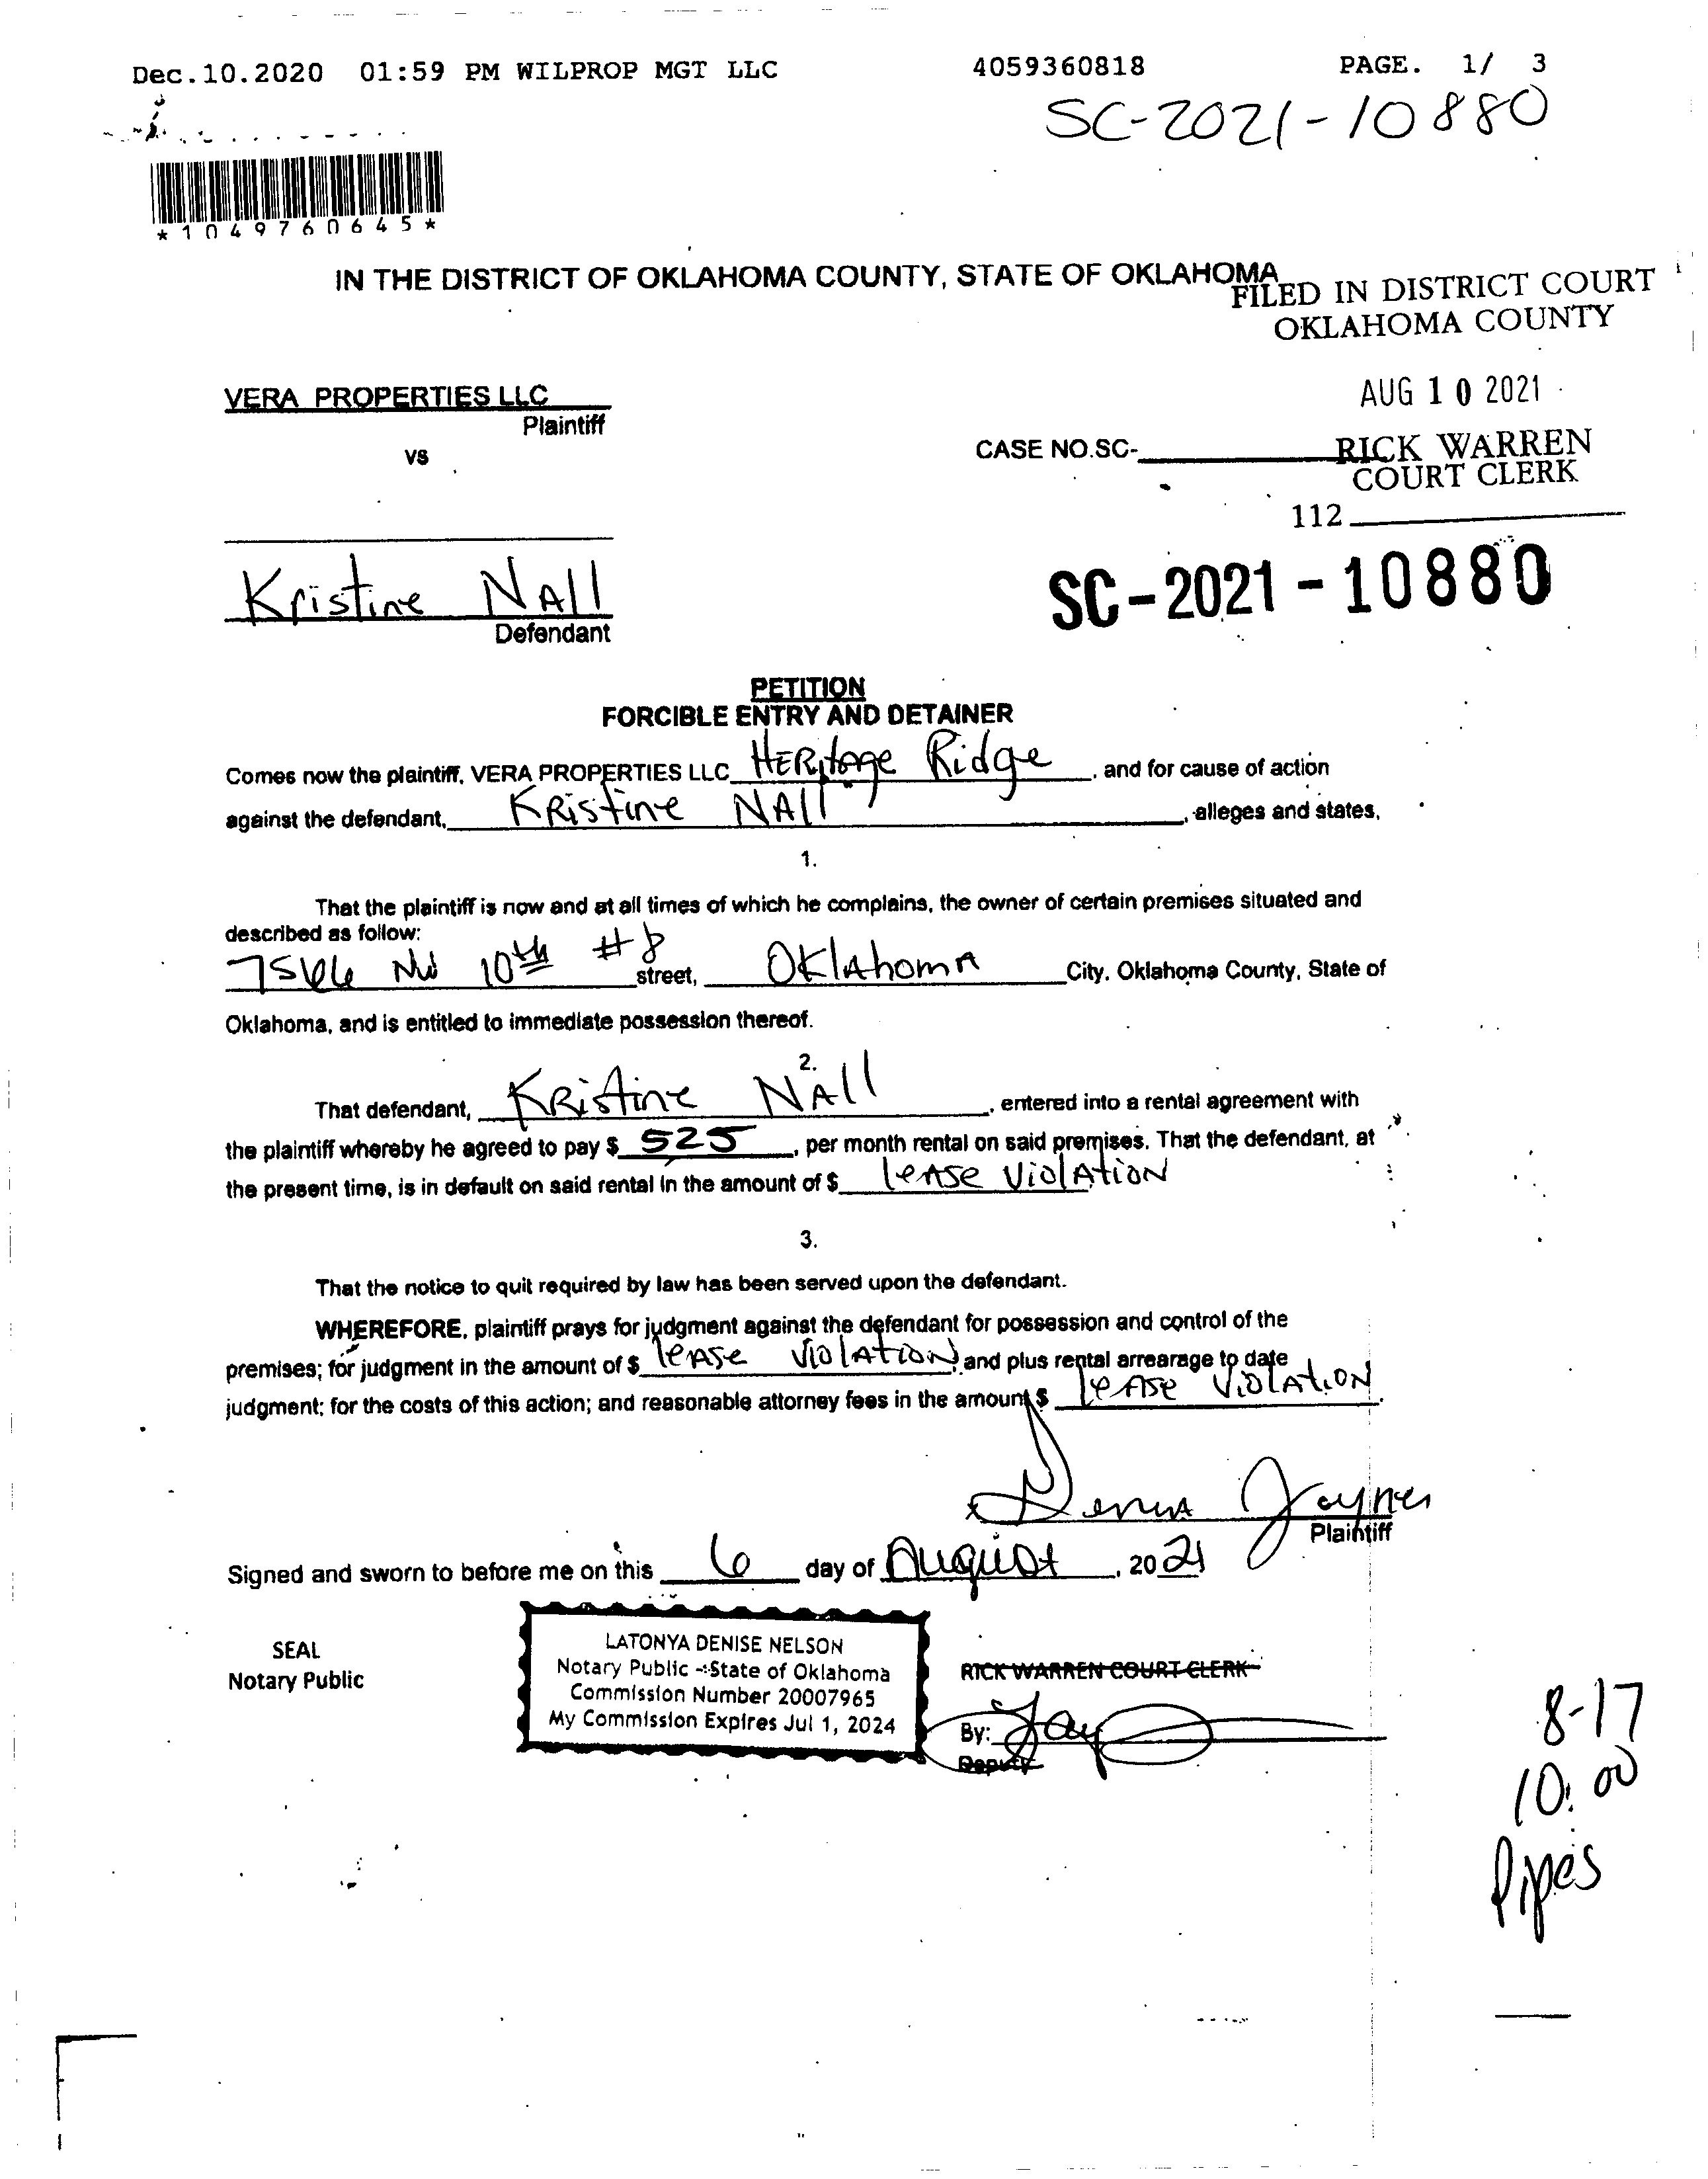 Dec.10.2020 01:59 PM WILPROP MGT LLC 4059360818 PAGE. 1/ 3
SC-2021-10880
*1049760645*
IN THE DISTRICT OF OKLAHOMA COUNTY, STATE OF OKLAHOMA
FILED IN DISTRICT COURT
OKLAHOMA COUNTY
VERA PROPERTIES LLC
Plaintiff
AUG 10 2021
vs
CASE NO.SC-
RICK WARREN
COURT CLERK
112
Kristine NAll
Defendant
SC-2021-10880
PETITION
FORCIBLE ENTRY AND DETAINER
Comes now the plaintiff, VERA PROPERTIES LLC HERitage Ridge, and for cause of action
against the defendant, KRistine NAll, alleges and states,
1.
That the plaintiff is now and at all times of which he complains, the owner of certain premises situated and
described as follow:
NW 10th #8 street, OKlAhomA City, Oklahoma County, State of
Oklahoma, and is entitled to immediate possession thereof.
2.
That defendant, KRistine NAll, entered into a rental agreement with
the plaintiff whereby he agreed to pay $ 525, per month rental on said premises. That the defendant, at
the present time, is in default on said rental in the amount of $ leAse ViolAtioN
3.
That the notice to quit required by law has been served upon the defendant.
WHEREFORE, plaintiff prays for judgment against the defendant for possession and control of the
premises; for judgment in the amount of $ leAse ViolAtioN, and plus rental arrearage to date
judgment; for the costs of this action; and reasonable attorney fees in the amount $ leAse ViolAtioN.
Jaynes
Plaintiff
Signed and sworn to before me on this 6 day of August, 2021
SEAL
Notary Public
LATONYA DENISE NELSON
Notary Public - State of Oklahoma
Commission Number 20007965
My Commission Expires Jul 1, 2024
RICK WARREN COURT CLERK
By:
Deputy
8-17
10:00
Pipes